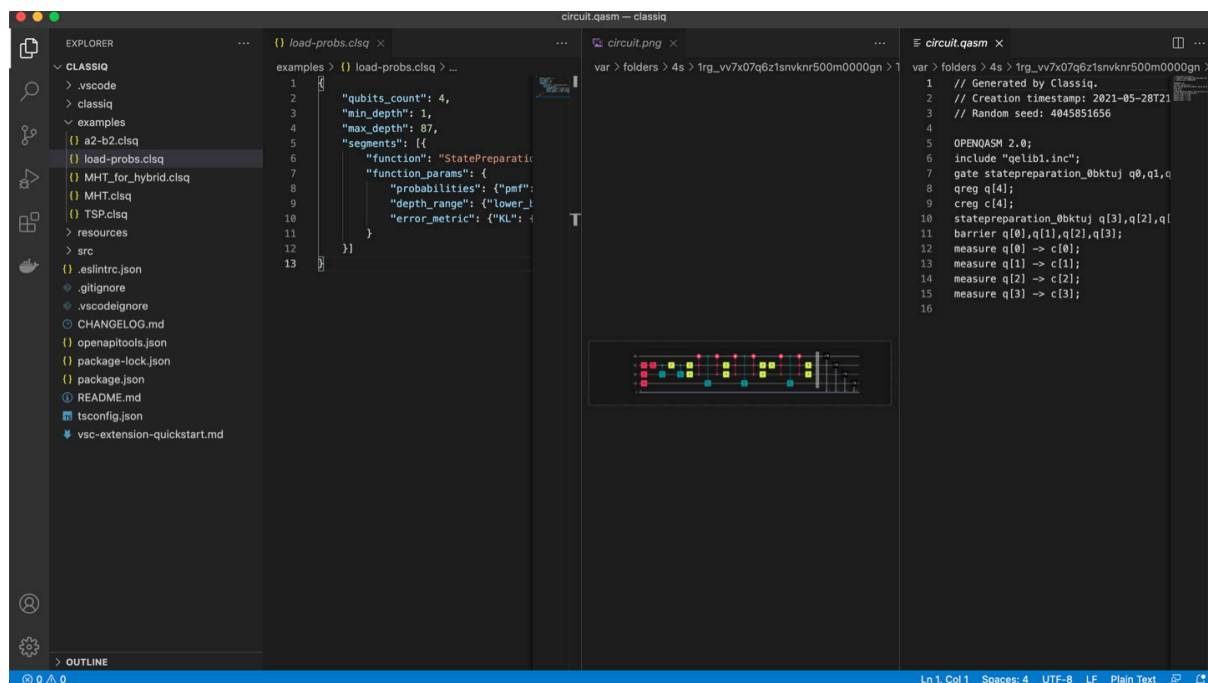 circuit.qasm — classiq
EXPLORER
CLASSIQ
.vscode
classiq
examples
{} a2-b2.clsq
{} load-probs.clsq
{} MHT_for_hybrid.clsq
{} MHT.clsq
{} TSP.clsq
resources
src
{} .eslintrc.json
.gitignore
.vscodeignore
CHANGELOG.md
{} openapitools.json
{} package-lock.json
{} package.json
README.md
tsconfig.json
vsc-extension-quickstart.md
OUTLINE
{} load-probs.clsq
examples > {} load-probs.clsq > ...
1 {
2 "qubits_count": 4,
3 "min_depth": 1,
4 "max_depth": 87,
5 "segments": [{
6 "function": "StatePreparatio
7 "function_params": {
8 "probabilities": {"pmf":
9 "depth_range": {"lower_b
10 "error_metric": {"KL": {
11 }
12 }]
13 }
circuit.png
var > folders > 4s > 1rg_vv7x07q6z1snvknr500m0000gn >
circuit.qasm
var > folders > 4s > 1rg_vv7x07q6z1snvknr500m0000gn >
1 // Generated by Classiq.
2 // Creation timestamp: 2021-05-28T21
3 // Random seed: 4045851656
4
5 OPENQASM 2.0;
6 include "qelib1.inc";
7 gate statepreparation_0bktuj q0,q1,q
8 qreg q[4];
9 creg c[4];
10 statepreparation_0bktuj q[3],q[2],q[
11 barrier q[0],q[1],q[2],q[3];
12 measure q[0] -> c[0];
13 measure q[1] -> c[1];
14 measure q[2] -> c[2];
15 measure q[3] -> c[3];
16
0 0
Ln 1, Col 1 Spaces: 4 UTF-8 LF Plain Text